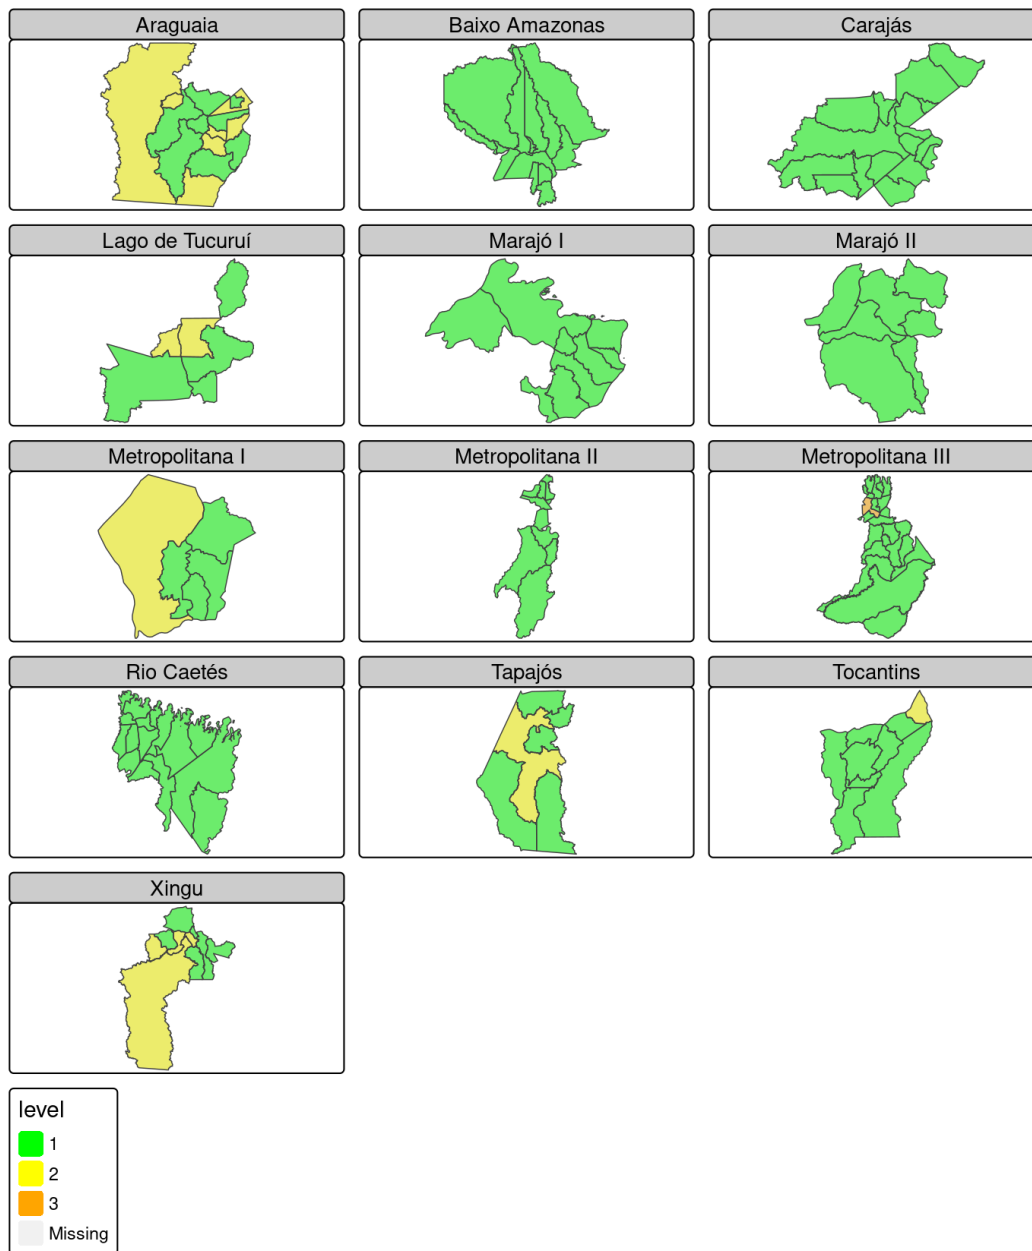 Araguaia
Baixo Amazonas
Carajás
Lago de Tucuruí
Marajó I
Marajó II
Metropolitana I
Metropolitana II
Metropolitana III
Rio Caetés
Tapajós
Tocantins
Xingu
level
1
2
3
Missing